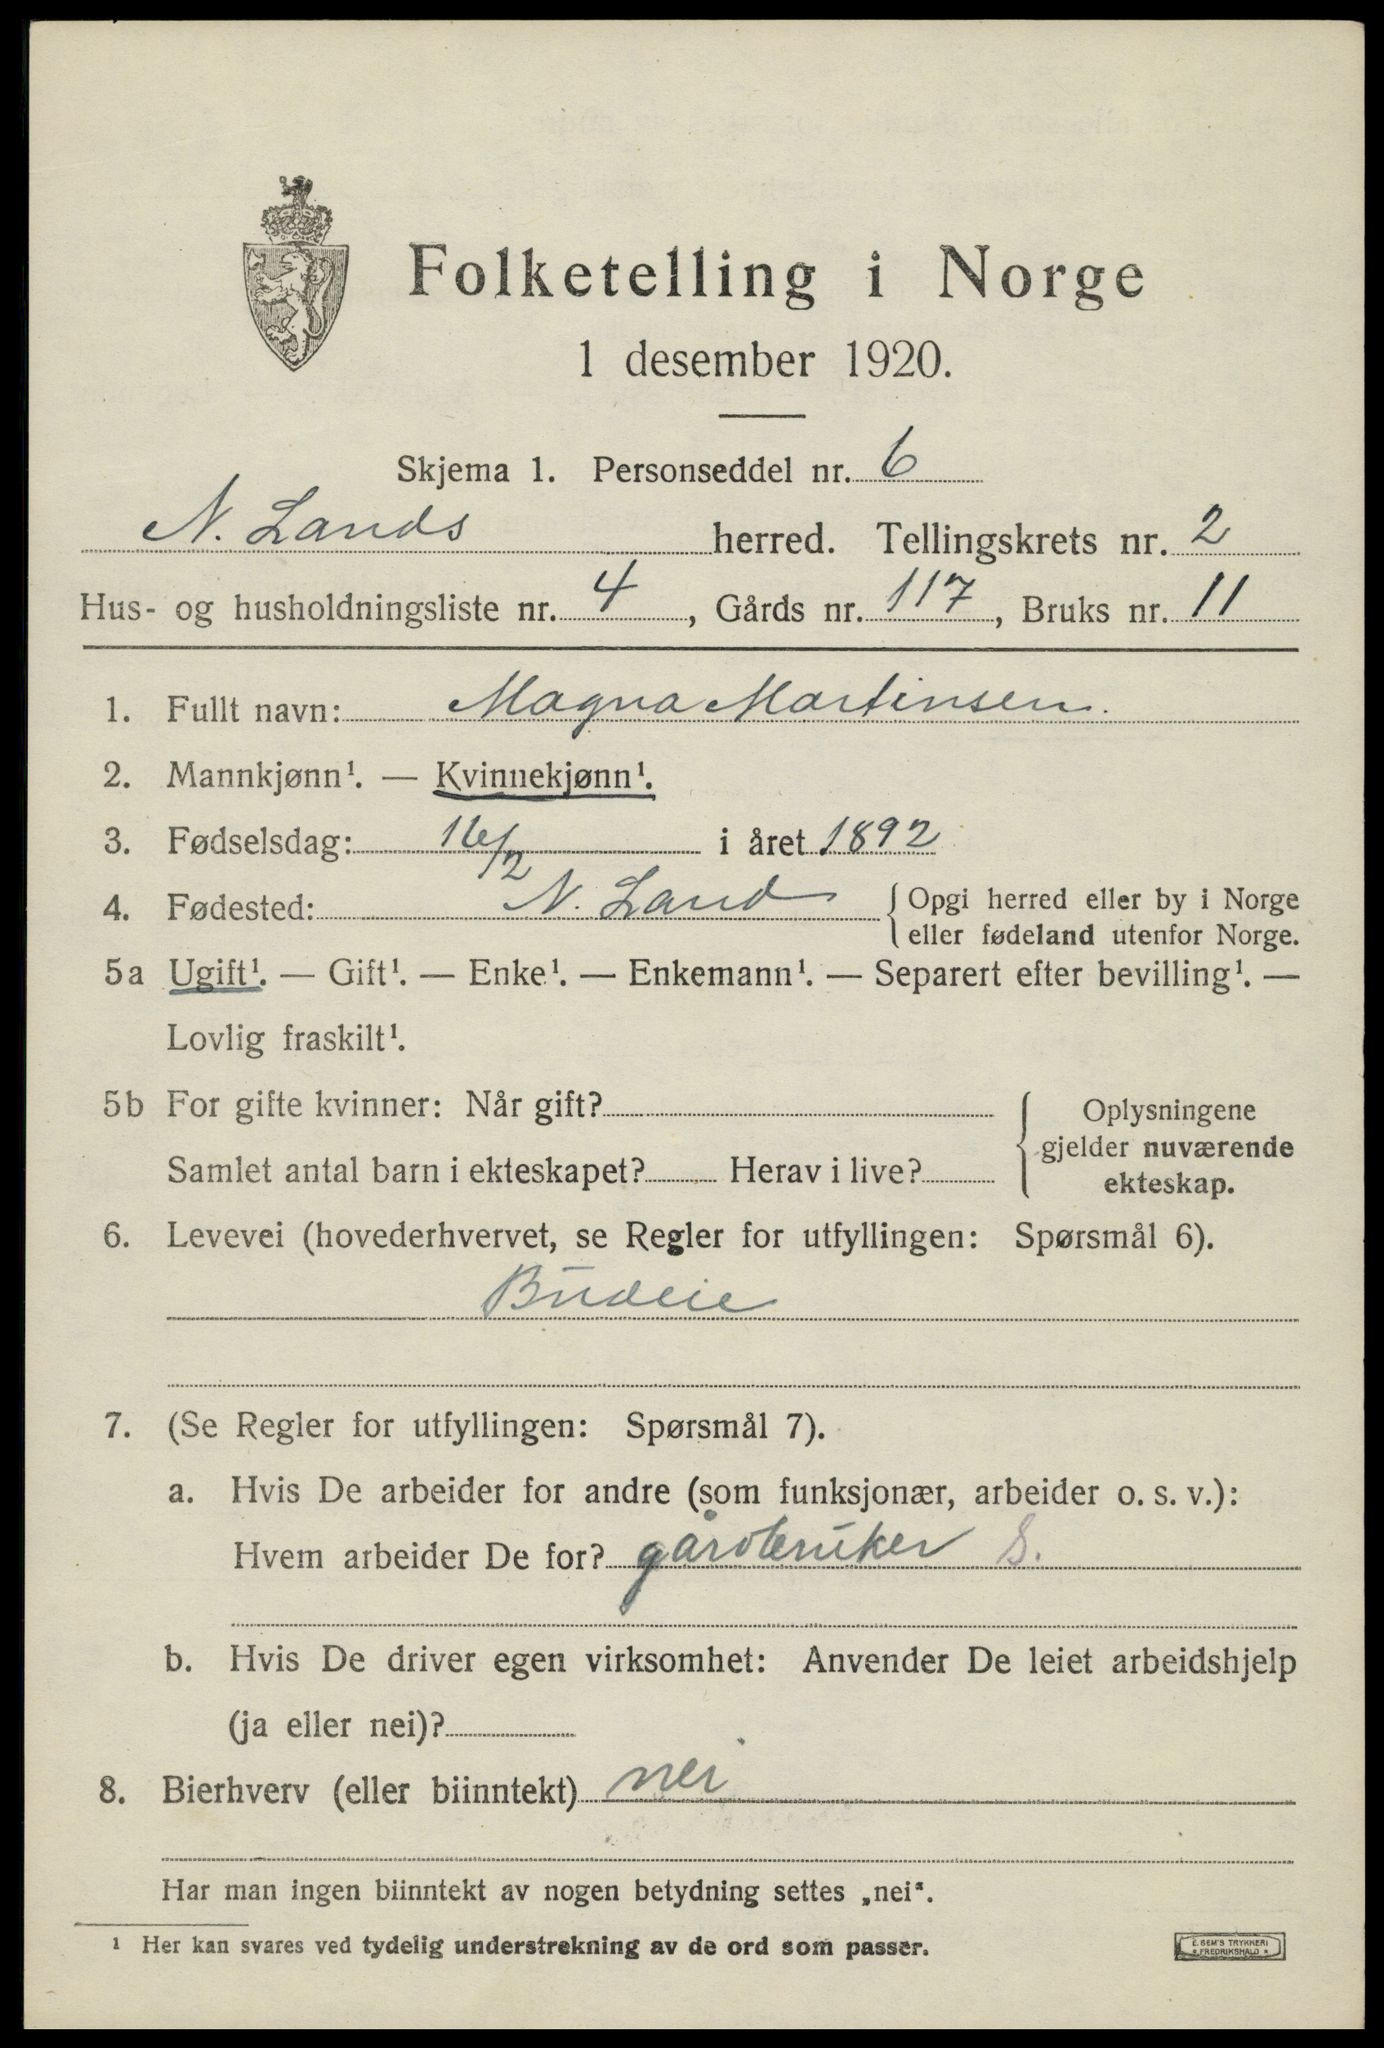 Folketelling i Norge
1 desember 1920.
Skjema 1. Personseddel nr. 6
N. Lands herred. Tellingskrets nr. 2
Hus- og husholdningsliste nr. 4, Gårds nr. 117, Bruks nr. 11
1. Fullt navn: Magna Martinsen.
2. Mannkjønn¹. — Kvinnekjønn¹.
3. Fødselsdag: 16/2 i året 1892
4. Fødested: N. Land { Opgi herred eller by i Norge
eller fødeland utenfor Norge.
5a Ugift¹. — Gift¹. — Enke¹. — Enkemann¹. — Separert efter bevilling¹. —
Lovlig fraskilt¹.
5b For gifte kvinner: Når gift? { Oplysningene
gjelder nuværende
Samlet antal barn i ekteskapet? Herav i live? ekteskap.
6. Levevei (hovederhvervet, se Regler for utfyllingen: Spørsmål 6).
Budeie
7. (Se Regler for utfyllingen: Spørsmål 7).
a. Hvis De arbeider for andre (som funksjonær, arbeider o. s. v.):
Hvem arbeider De for? gårdbruker S.
b. Hvis De driver egen virksomhet: Anvender De leiet arbeidshjelp
(ja eller nei)?
8. Bierhverv (eller biinntekt) nei
Har man ingen biinntekt av nogen betydning settes „nei".
¹ Her kan svares ved tydelig understrekning av de ord som passer.
E. SEM'S TRYKKERI
* FREDRIKSHALD *